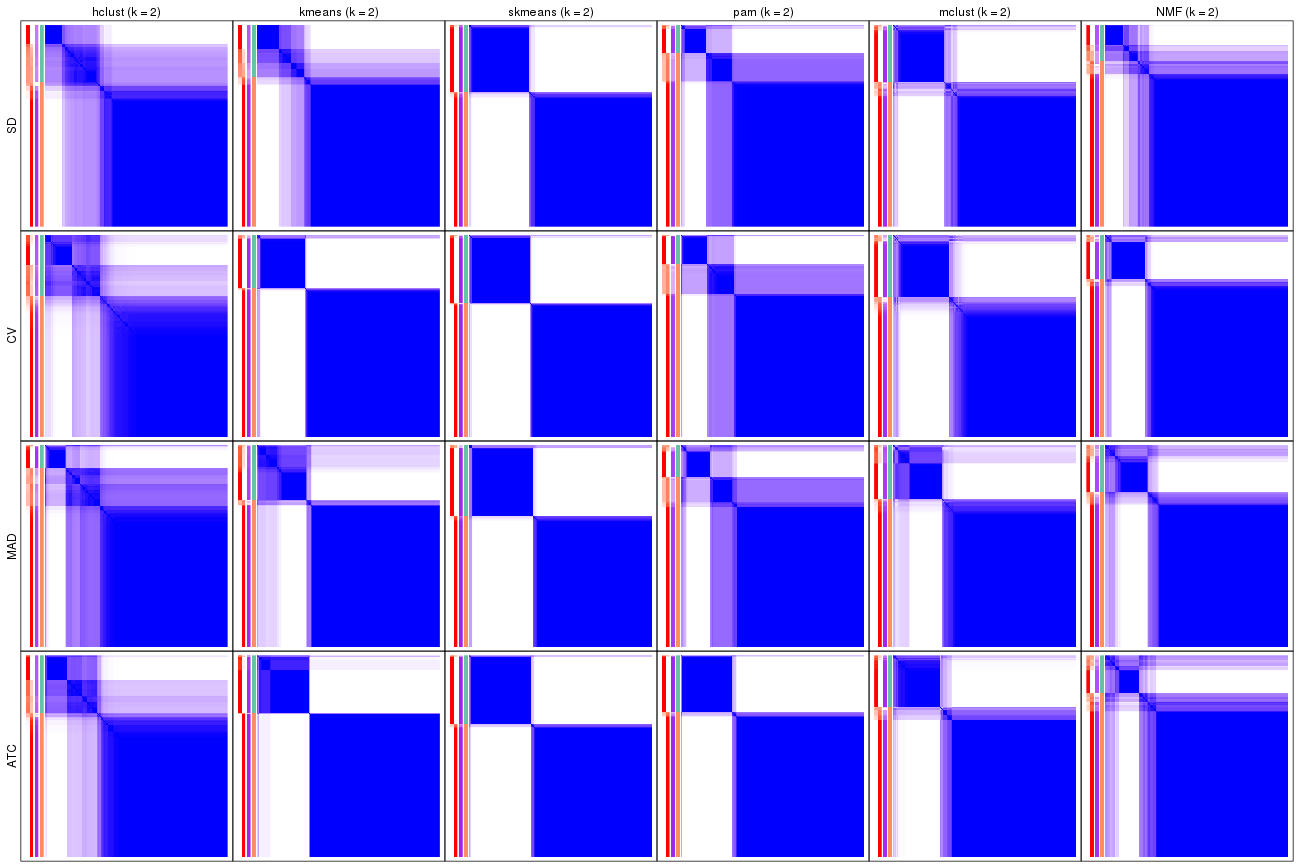 hclust (k = 2) kmeans (k = 2) skmeans (k = 2) pam (k = 2) mclust (k = 2) NMF (k = 2)
SD
CV
MAD
ATC